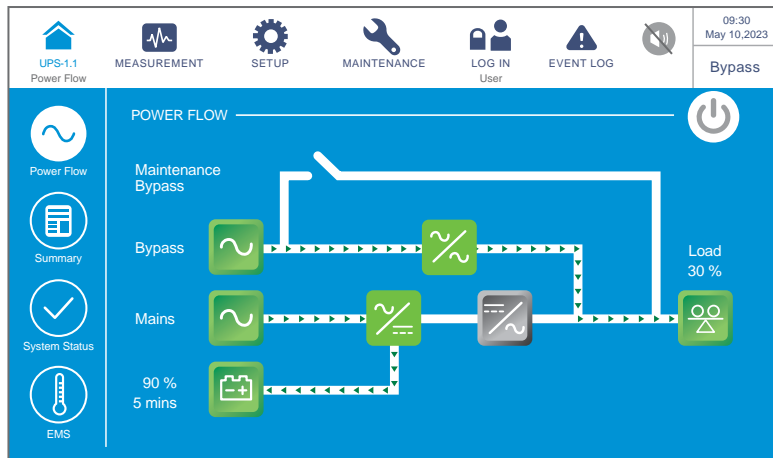 UPS-1.1
Power Flow
MEASUREMENT
SETUP
MAINTENANCE
LOG IN
User
EVENT LOG
09:30
May 10,2023
Bypass
Power Flow
Summary
System Status
EMS
POWER FLOW
Maintenance
Bypass
Bypass
Mains
90 %
5 mins
Load
30 %